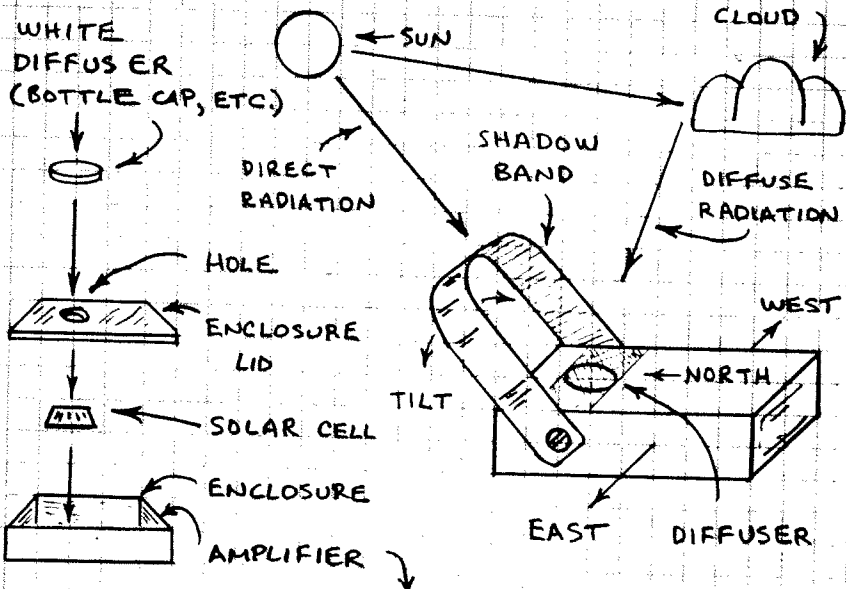 WHITE
DIFFUSER
(BOTTLE CAP, ETC.)
HOLE
ENCLOSURE
LID
SOLAR CELL
ENCLOSURE
AMPLIFIER
SUN
CLOUD
DIRECT
RADIATION
SHADOW
BAND
DIFFUSE
RADIATION
TILT
WEST
NORTH
EAST
DIFFUSER